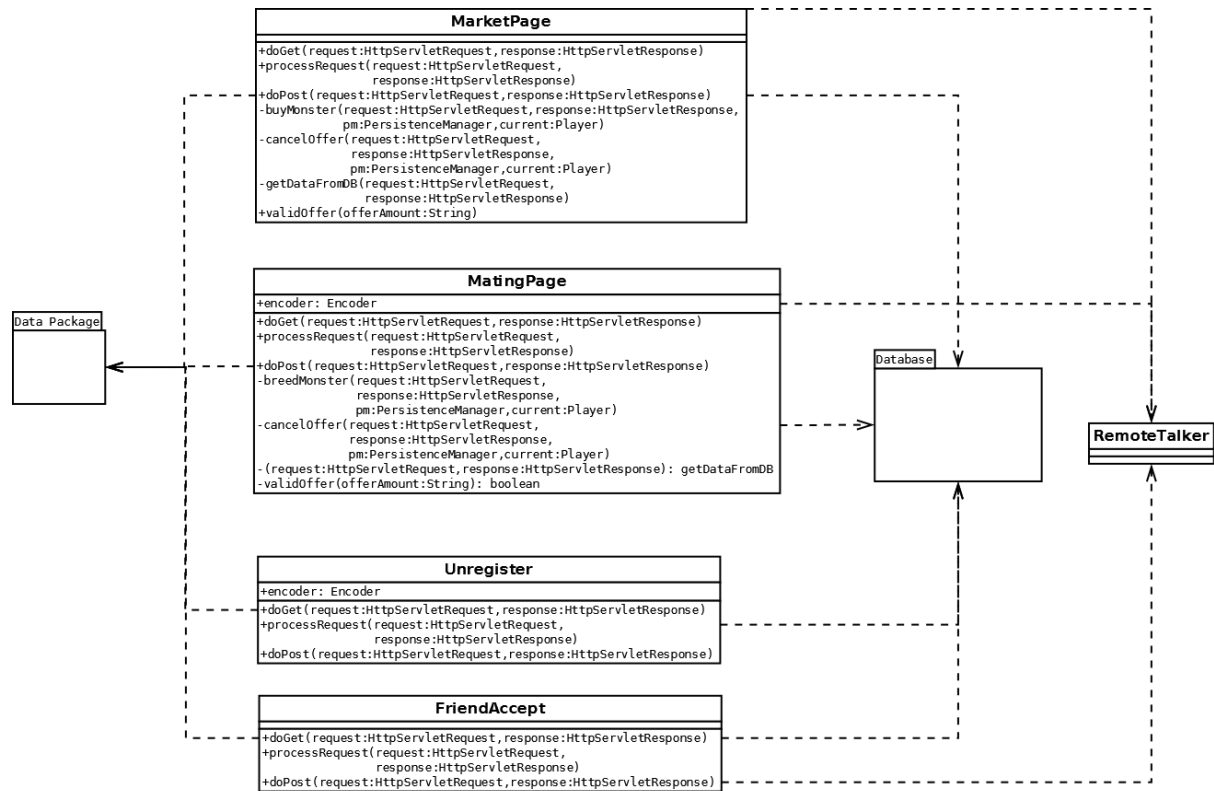 MarketPage
+doGet(request:HttpServletRequest,response:HttpServletResponse)
+processRequest(request:HttpServletRequest,
response:HttpServletResponse)
+doPost(request:HttpServletRequest,response:HttpServletResponse)
-buyMonster(request:HttpServletRequest,response:HttpServletResponse,
pm:PersistenceManager,current:Player)
-cancelOffer(request:HttpServletRequest,
response:HttpServletResponse,
pm:PersistenceManager,current:Player)
-getDataFromDB(request:HttpServletRequest,
response:HttpServletResponse)
+validOffer(offerAmount:String)
Data Package
MatingPage
+encoder: Encoder
+doGet(request:HttpServletRequest,response:HttpServletResponse)
+processRequest(request:HttpServletRequest,
response:HttpServletResponse)
+doPost(request:HttpServletRequest,response:HttpServletResponse)
-breedMonster(request:HttpServletRequest,
response:HttpServletResponse,
pm:PersistenceManager,current:Player)
-cancelOffer(request:HttpServletRequest,
response:HttpServletResponse,
pm:PersistenceManager,current:Player)
-(request:HttpServletRequest,response:HttpServletResponse): getDataFromDB
-validOffer(offerAmount:String): boolean
Database
RemoteTalker
Unregister
+encoder: Encoder
+doGet(request:HttpServletRequest,response:HttpServletResponse)
+processRequest(request:HttpServletRequest,
response:HttpServletResponse)
+doPost(request:HttpServletRequest,response:HttpServletResponse)
FriendAccept
+doGet(request:HttpServletRequest,response:HttpServletResponse)
+processRequest(request:HttpServletRequest,
response:HttpServletResponse)
+doPost(request:HttpServletRequest,response:HttpServletResponse)